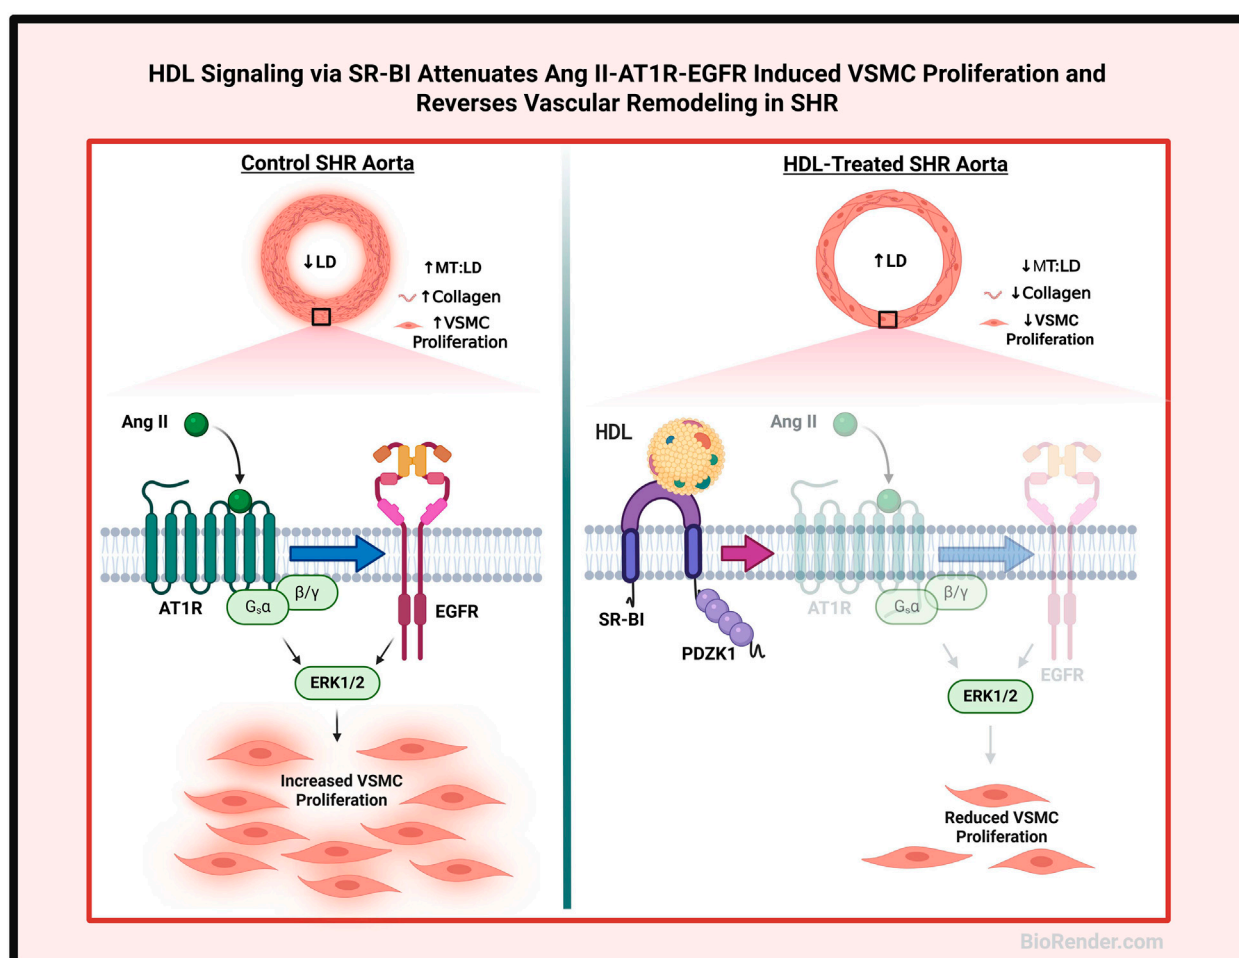 HDL Signaling via SR-BI Attenuates Ang II-AT1R-EGFR Induced VSMC Proliferation and
Reverses Vascular Remodeling in SHR
Control SHR Aorta
↓LD
↑MT:LD
↑Collagen
↑VSMC
Proliferation
Ang II
AT1R
Gsα
β/γ
EGFR
ERK1/2
Increased VSMC
Proliferation
HDL-Treated SHR Aorta
↑LD
↓MT:LD
↓Collagen
↓VSMC
Proliferation
HDL
Ang II
SR-BI
PDZK1
AT1R
Gsα
β/γ
EGFR
ERK1/2
Reduced VSMC
Proliferation
BioRender.com